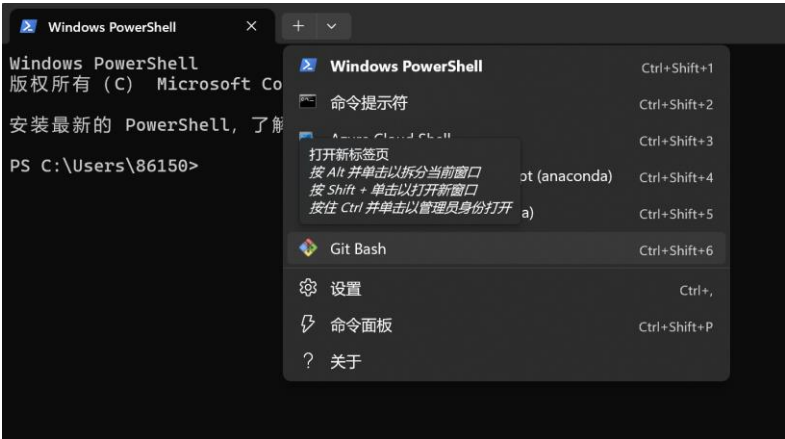 Windows PowerShell
Windows PowerShell
版权所有 (C) Microsoft Co
安装最新的 PowerShell，了解
PS C:\Users\86150>
Windows PowerShell Ctrl+Shift+1
命令提示符 Ctrl+Shift+2
Azure Cloud Shell Ctrl+Shift+3
打开新标签页
按 Alt 并单击以拆分当前窗口
按 Shift + 单击以打开新窗口
按住 Ctrl 并单击以管理员身份打开
pt (anaconda) Ctrl+Shift+4
a) Ctrl+Shift+5
Git Bash Ctrl+Shift+6
设置 Ctrl+,
命令面板 Ctrl+Shift+P
关于